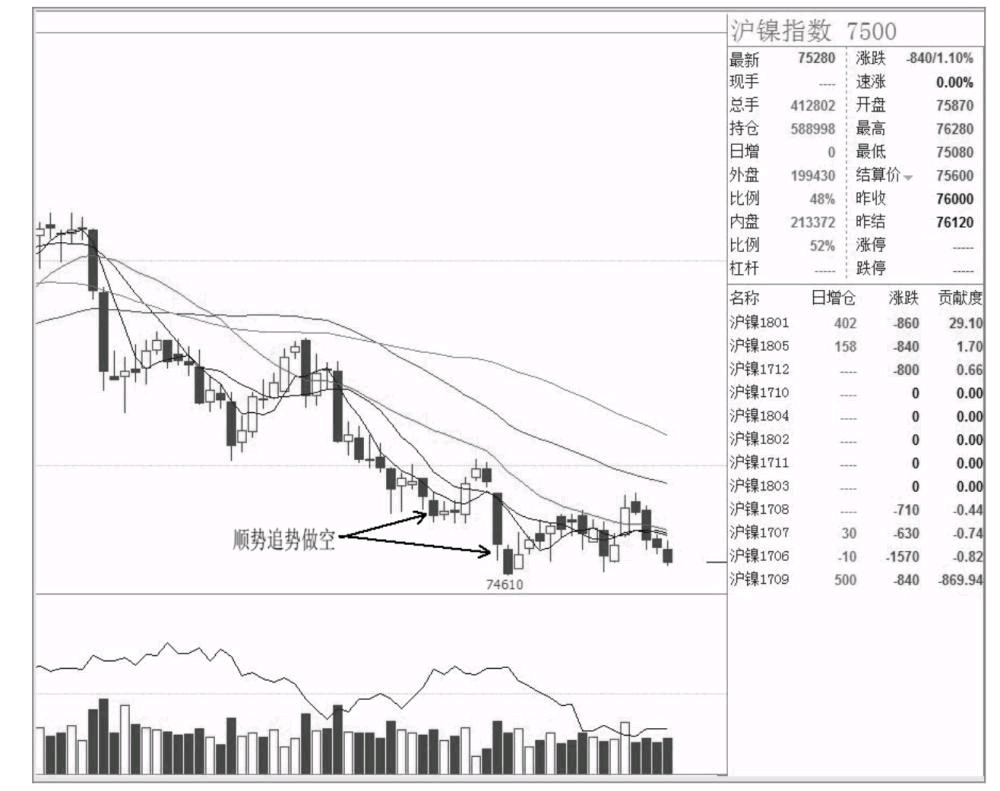 沪镍指数 7500
最新 75280 涨跌 -840/1.10%
现手 ---- 速涨 0.00%
总手 412802 开盘 75870
持仓 588998 最高 76280
日增 0 最低 75080
外盘 199430 结算价 75600
比例 48% 昨收 76000
内盘 213372 昨结 76120
比例 52% 涨停 -----
杠杆 ----- 跌停 -----
名称 日增仓 涨跌 贡献度
沪镍1801 402 -860 29.10
沪镍1805 158 -840 1.70
沪镍1712 ---- -800 0.66
沪镍1710 ---- 0 0.00
沪镍1804 ---- 0 0.00
沪镍1802 ---- 0 0.00
沪镍1711 ---- 0 0.00
沪镍1803 ---- 0 0.00
沪镍1708 ---- -710 -0.44
沪镍1707 30 -630 -0.74
沪镍1706 -10 -1570 -0.82
沪镍1709 500 -840 -869.94
顺势追势做空
74610